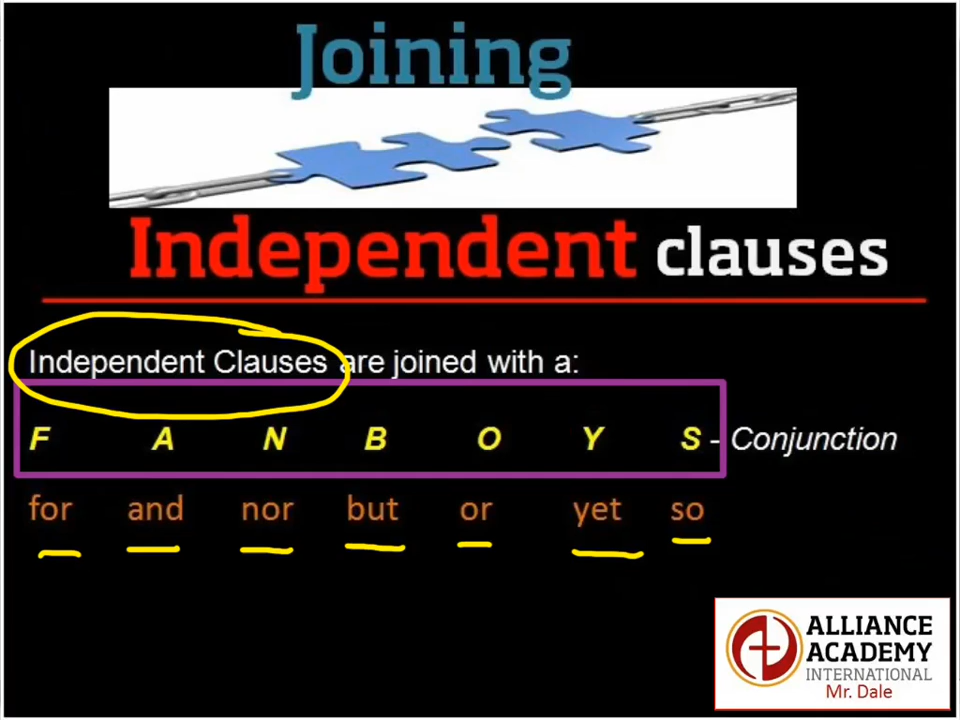 Joining
Independent clauses
Independent Clauses are joined with a:
F A N B O Y S - Conjunction
for and nor but or yet so
ALLIANCE
ACADEMY
INTERNATIONAL
Mr. Dale